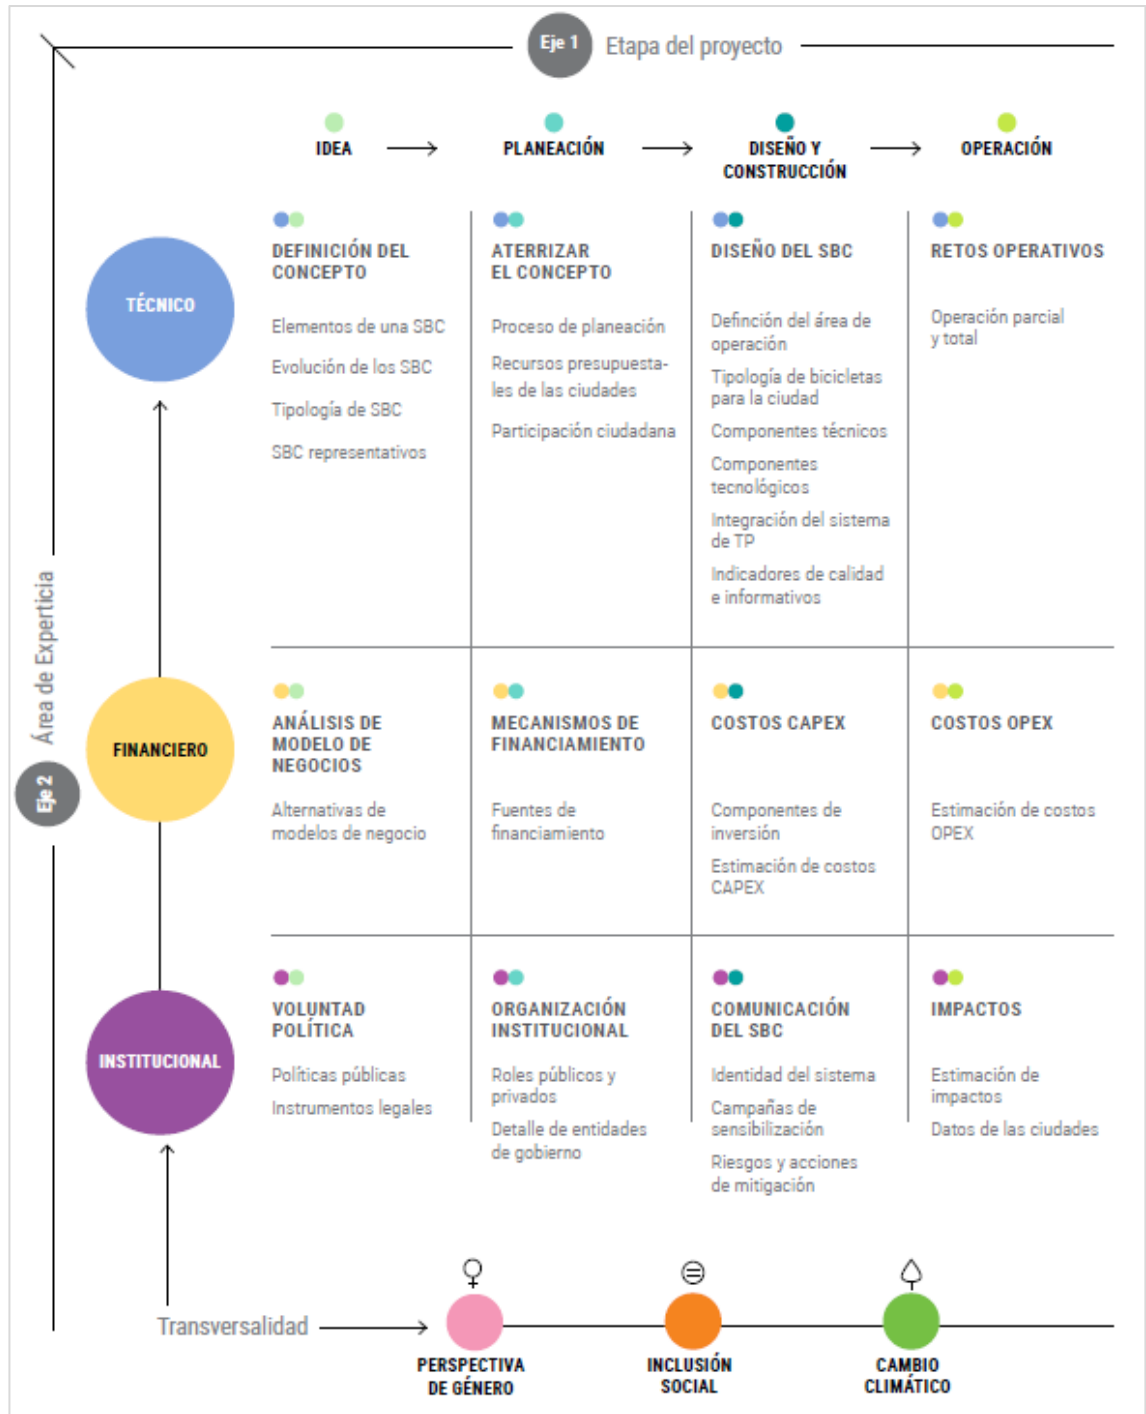 Eje 1
Etapa del proyecto
IDEA
PLANEACIÓN
DISEÑO Y
CONSTRUCCIÓN
OPERACIÓN
Eje 2
Área de Experticia
TÉCNICO
DEFINICIÓN DEL
CONCEPTO
Elementos de una SBC
Evolución de los SBC
Tipología de SBC
SBC representativos
ATERRIZAR
EL CONCEPTO
Proceso de planeación
Recursos presupuesta-
les de las ciudades
Participación ciudadana
DISEÑO DEL SBC
Definción del área de
operación
Tipología de bicicletas
para la ciudad
Componentes técnicos
Componentes
tecnológicos
Integración del sistema
de TP
Indicadores de calidad
e informativos
RETOS OPERATIVOS
Operación parcial
y total
FINANCIERO
ANÁLISIS DE
MODELO DE
NEGOCIOS
Alternativas de
modelos de negocio
MECANISMOS DE
FINANCIAMIENTO
Fuentes de
financiamiento
COSTOS CAPEX
Componentes de
inversión
Estimación de costos
CAPEX
COSTOS OPEX
Estimación de costos
OPEX
INSTITUCIONAL
VOLUNTAD
POLÍTICA
Políticas públicas
Instrumentos legales
ORGANIZACIÓN
INSTITUCIONAL
Roles públicos y
privados
Detalle de entidades
de gobierno
COMUNICACIÓN
DEL SBC
Identidad del sistema
Campañas de
sensibilización
Riesgos y acciones
de mitigación
IMPACTOS
Estimación de
impactos
Datos de las ciudades
Transversalidad
PERSPECTIVA
DE GÉNERO
INCLUSIÓN
SOCIAL
CAMBIO
CLIMÁTICO